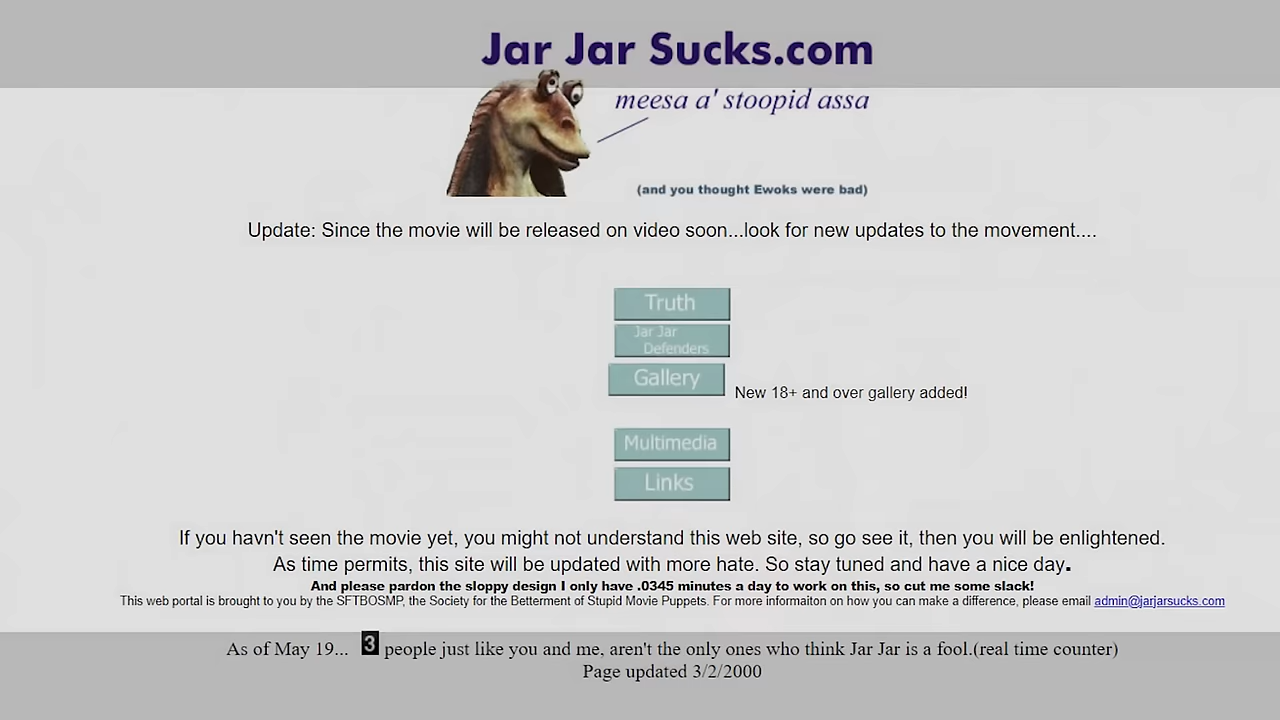 Jar Jar Sucks.com
meesa a' stoopid assa
(and you thought Ewoks were bad)
Update: Since the movie will be released on video soon...look for new updates to the movement....
Truth
Jar Jar
Defenders
Gallery
New 18+ and over gallery added!
Multimedia
Links
If you havn't seen the movie yet, you might not understand this web site, so go see it, then you will be enlightened.
As time permits, this site will be updated with more hate. So stay tuned and have a nice day.
And please pardon the sloppy design I only have .0345 minutes a day to work on this, so cut me some slack!
This web portal is brought to you by the SFTBOSMP, the Society for the Betterment of Stupid Movie Puppets. For more informaiton on how you can make a difference, please email admin@jarjarsucks.com
As of May 19... 3 people just like you and me, aren't the only ones who think Jar Jar is a fool.(real time counter)
Page updated 3/2/2000